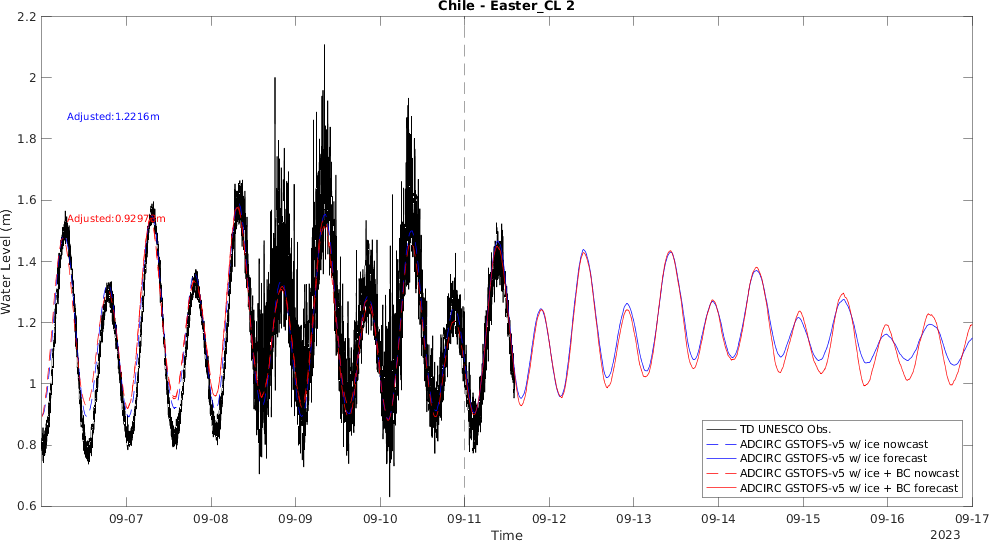 Chile - Easter_CL 2
2.2
2
1.8
1.6
1.4
1.2
1
0.8
0.6
Water Level (m)
Adjusted:1.2216m
Adjusted:0.9297
TD UNESCO Obs.
ADCIRC GSTOFS-v5 w/ ice nowcast
ADCIRC GSTOFS-v5 w/ ice forecast
ADCIRC GSTOFS-v5 w/ ice + BC nowcast
ADCIRC GSTOFS-v5 w/ ice + BC forecast
09-07 09-08 09-09 09-10 09-11 09-12 09-13 09-14 09-15 09-16 09-17
Time
2023